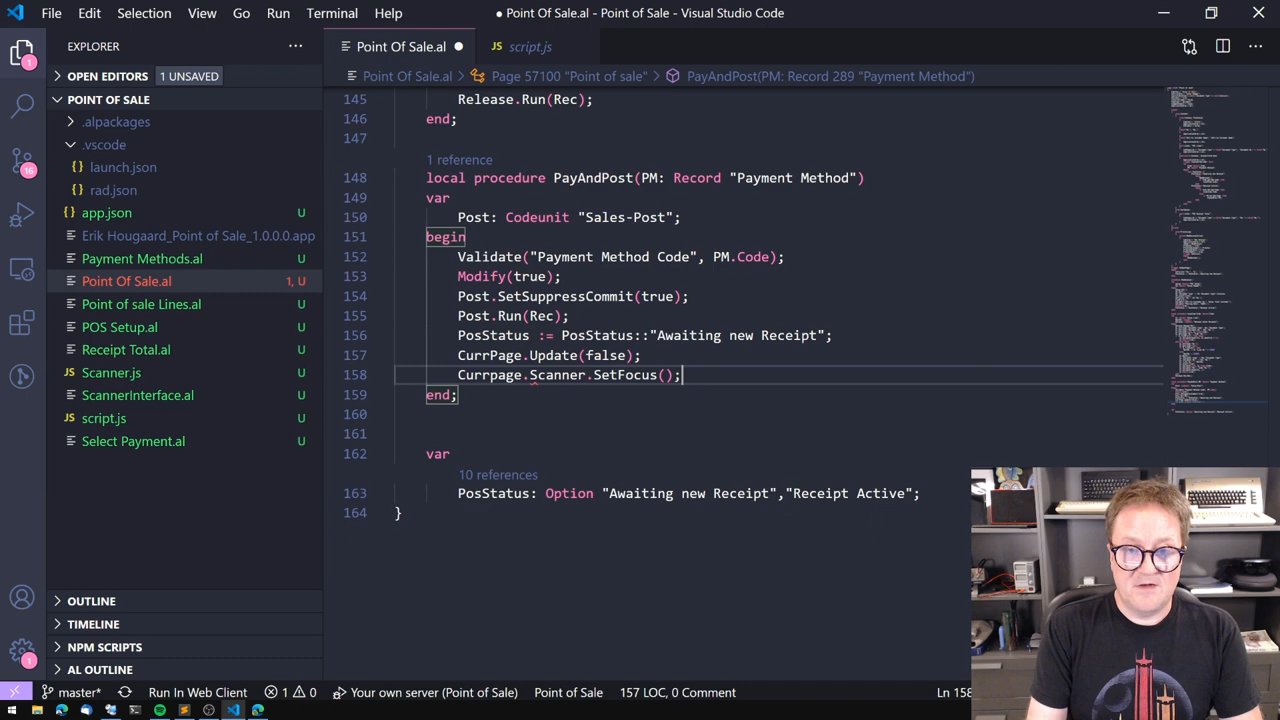 File Edit Selection View Go Run Terminal Help
● Point Of Sale.al - Point of Sale - Visual Studio Code
EXPLORER
OPEN EDITORS 1 UNSAVED
POINT OF SALE
.alpackages
.vscode
launch.json
rad.json
app.json U
Erik Hougaard_Point of Sale_1.0.0.0.app
Payment Methods.al U
Point Of Sale.al 1, U
Point of sale Lines.al U
POS Setup.al U
Receipt Total.al U
Scanner.js U
ScannerInterface.al U
script.js U
Select Payment.al U
OUTLINE
TIMELINE
NPM SCRIPTS
AL OUTLINE
1
16
1
Point Of Sale.al ●
JS script.js
Point Of Sale.al > Page 57100 "Point of sale" > PayAndPost(PM: Record 289 "Payment Method")
145 Release.Run(Rec);
146 end;
147
1 reference
148 local procedure PayAndPost(PM: Record "Payment Method")
149 var
150 Post: Codeunit "Sales-Post";
151 begin
152 Validate("Payment Method Code", PM.Code);
153 Modify(true);
154 Post.SetSuppressCommit(true);
155 Post.Run(Rec);
156 PosStatus := PosStatus::"Awaiting new Receipt";
157 CurrPage.Update(false);
158 Currpage.Scanner.SetFocus();
159 end;
160
161
162 var
10 references
163 PosStatus: Option "Awaiting new Receipt","Receipt Active";
164 }
master* Run In Web Client 1 0 Your own server (Point of Sale) Point of Sale 157 LOC, 0 Comment Ln 158